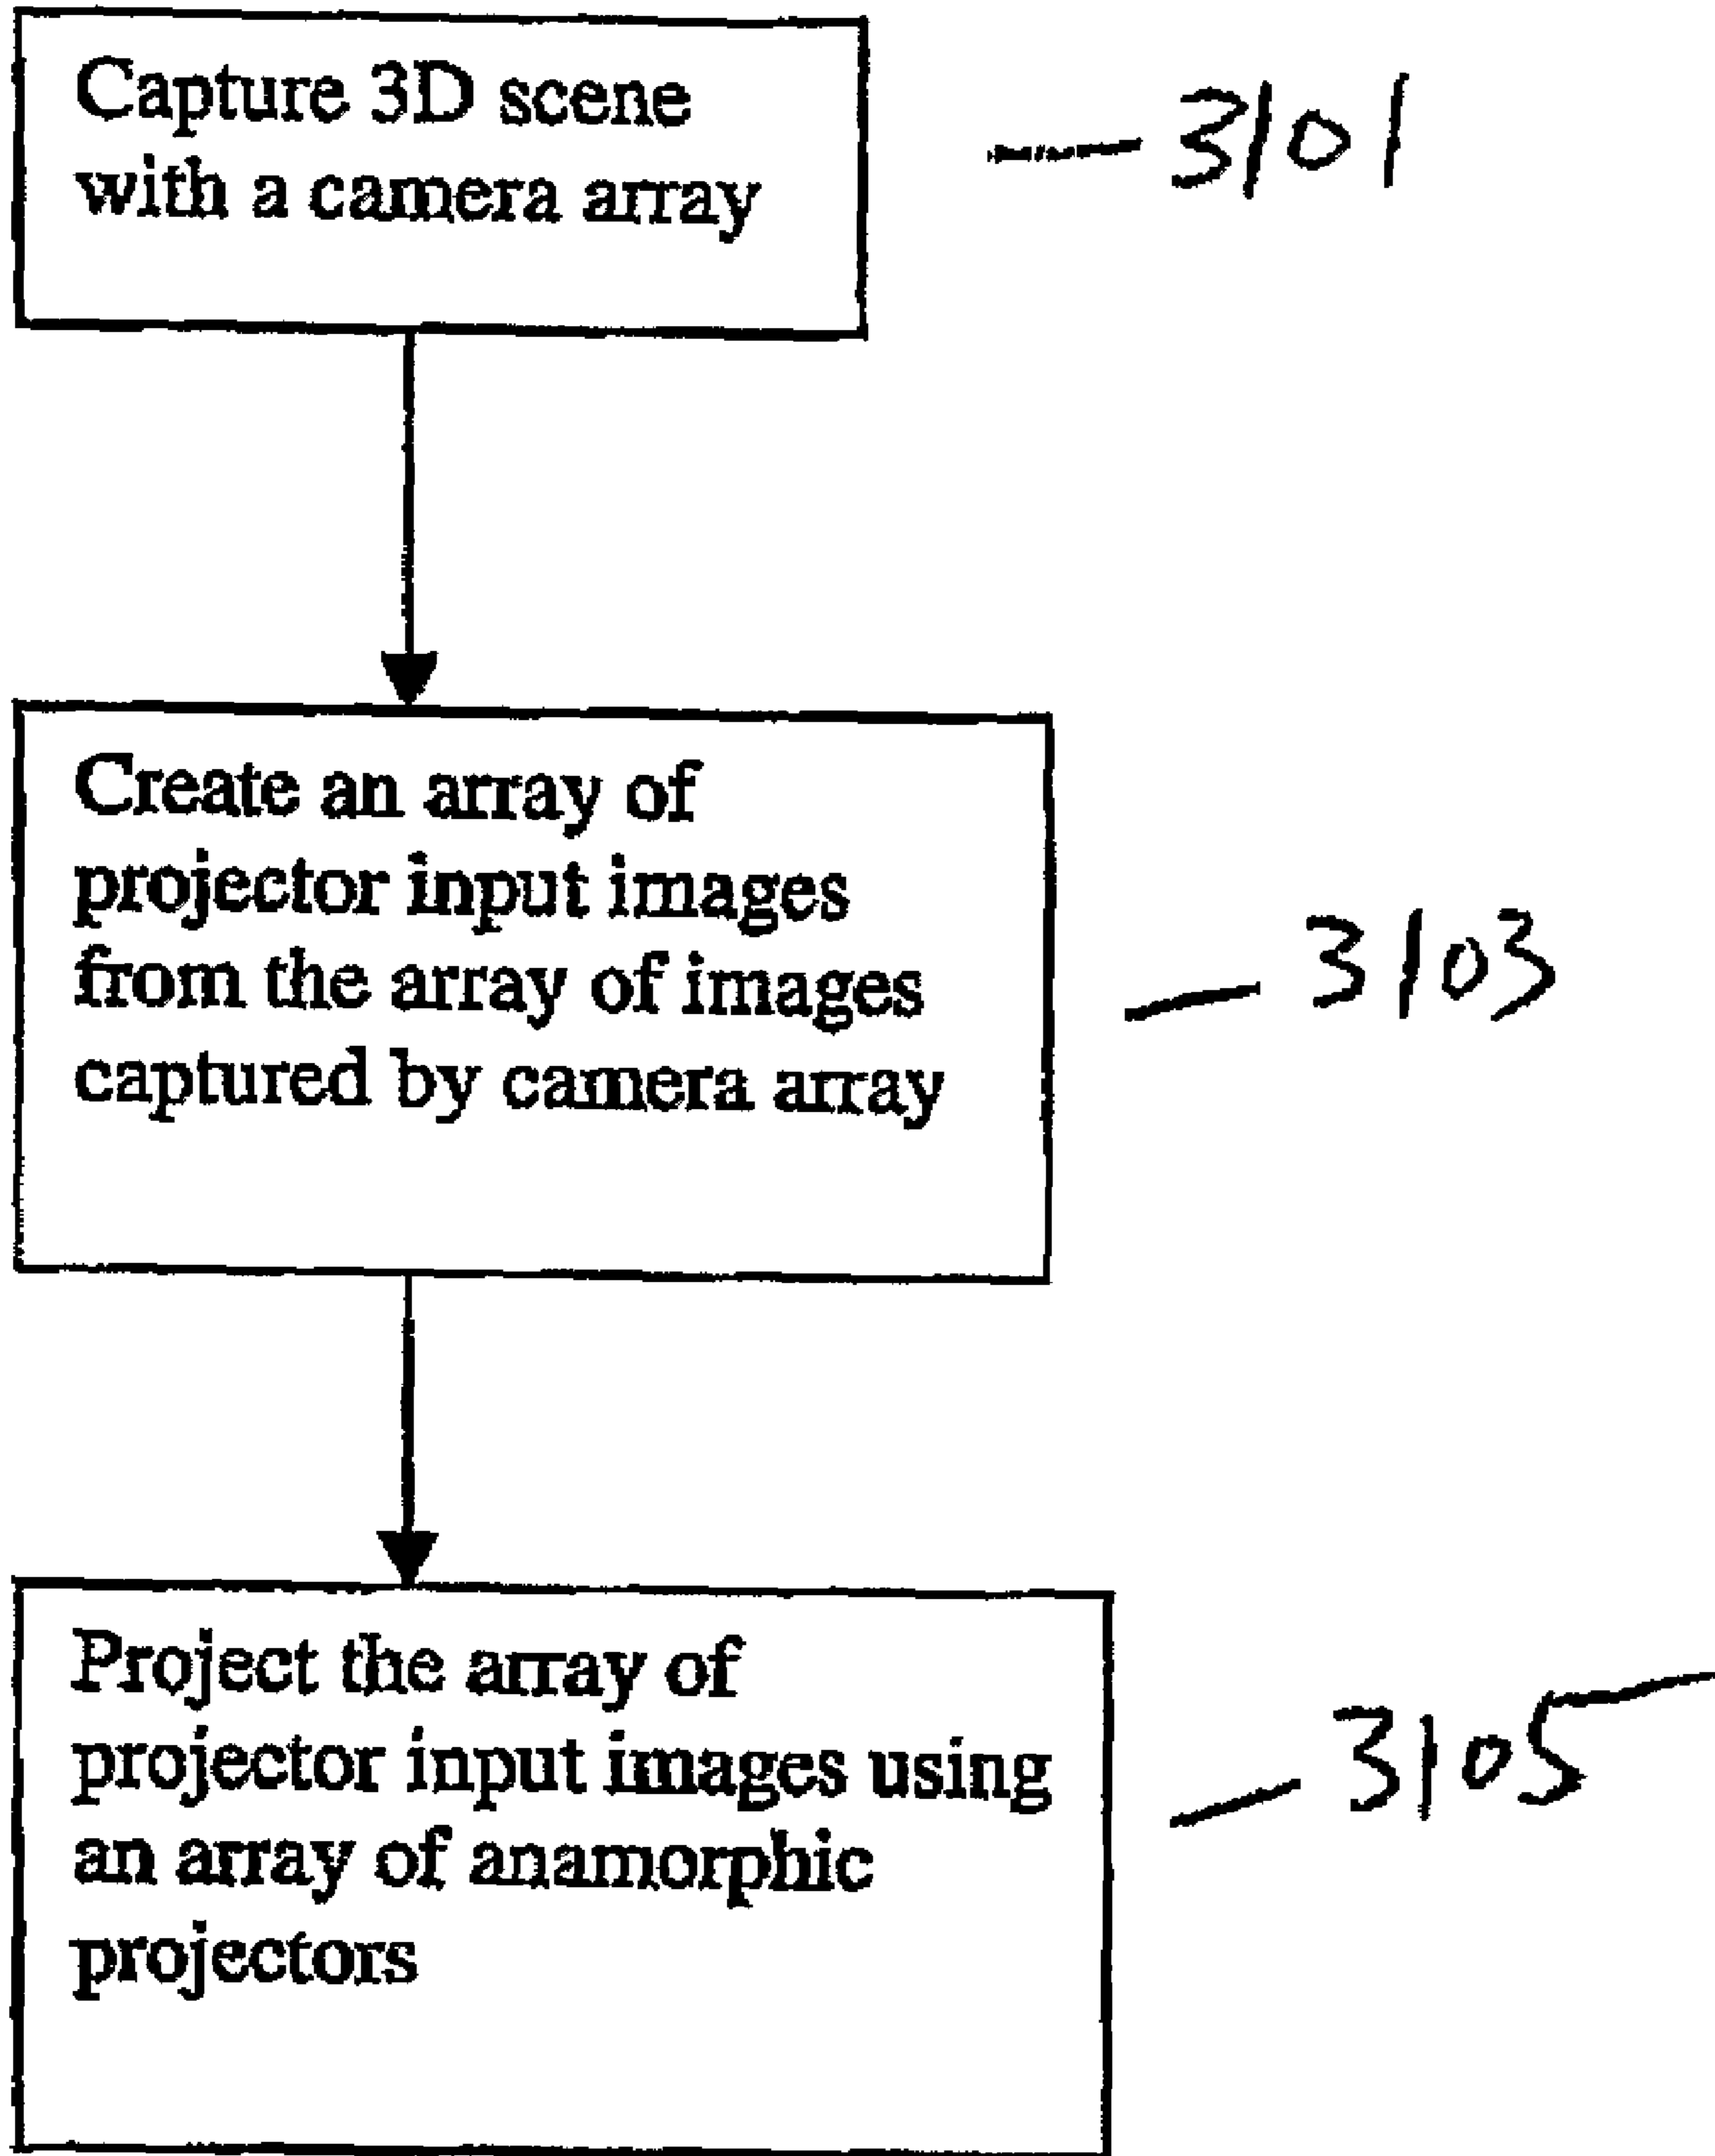 Capture 3D scene
with a camera array
3101
Create an array of
projector input images
from the array of images
captured by camera array
3103
Project the array of
projector input images using
an array of anamorphic
projectors
3105